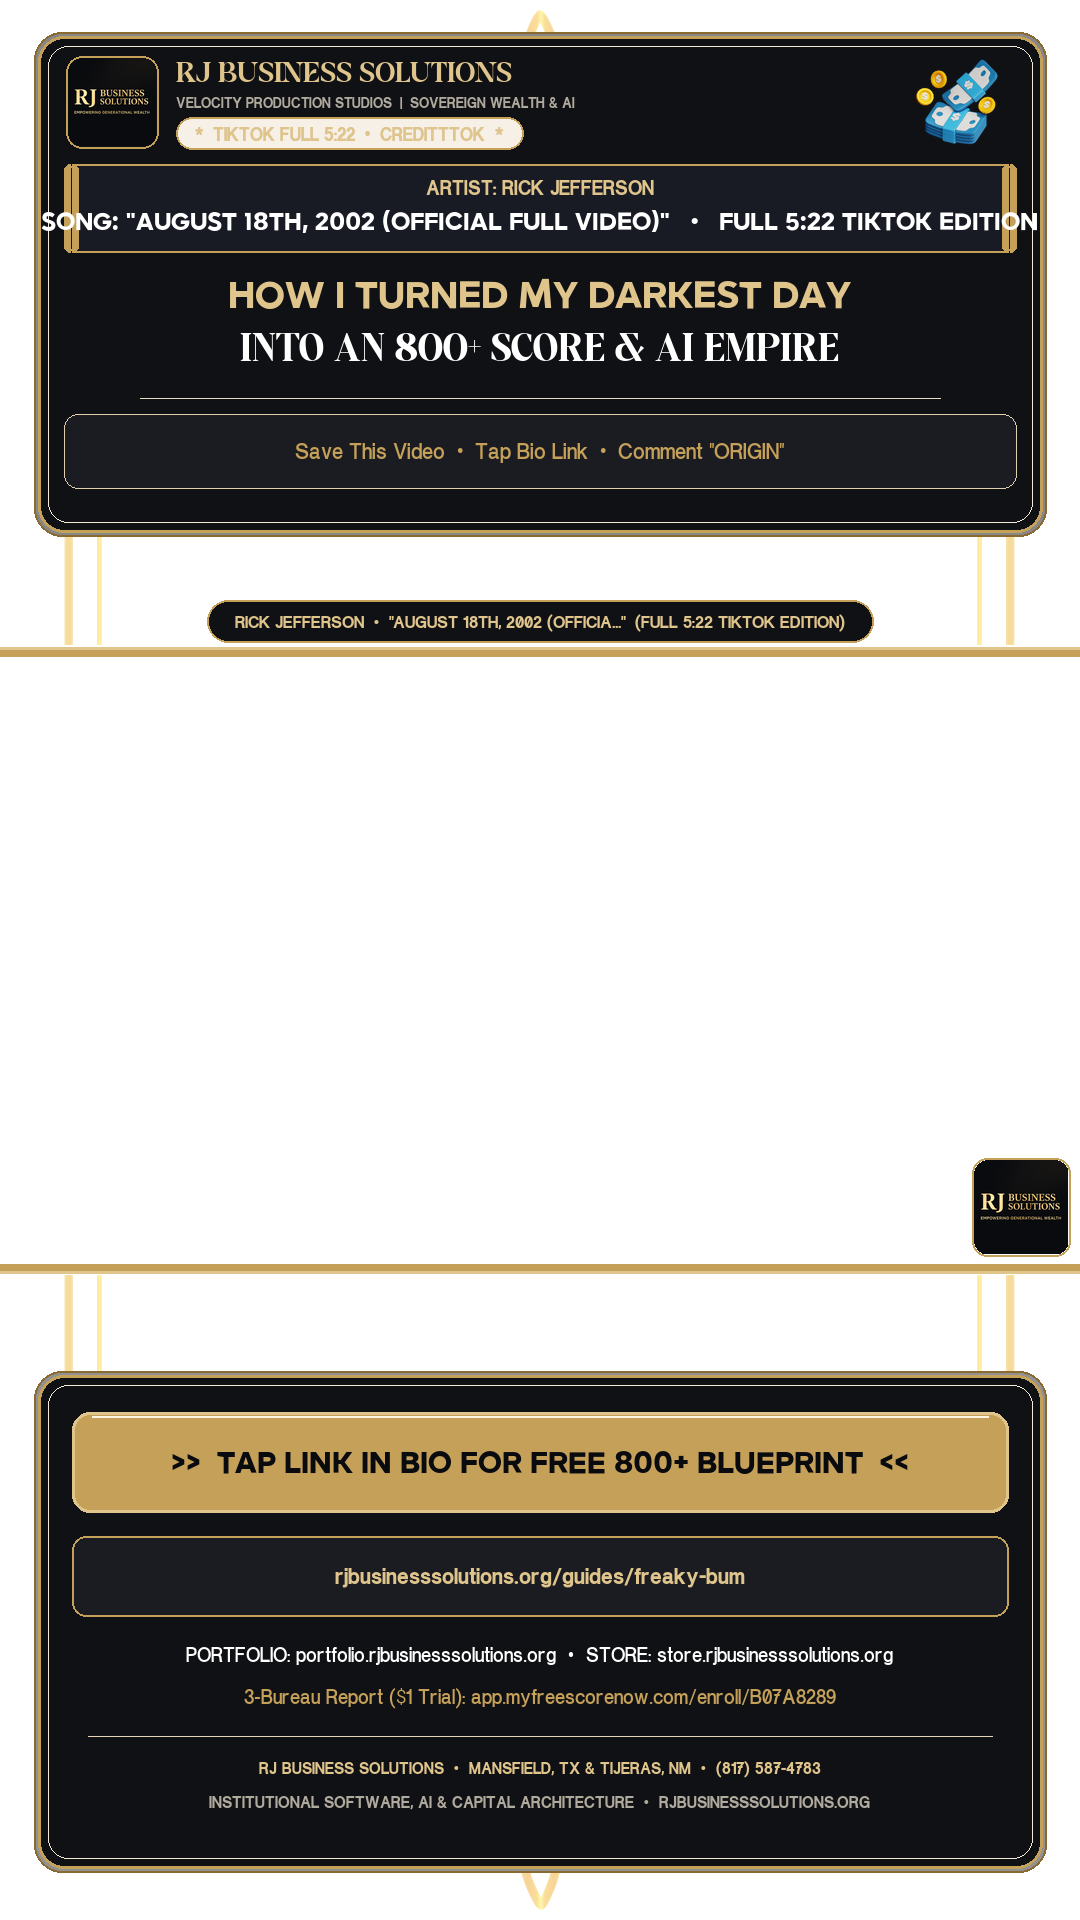 RJ BUSINESS SOLUTIONS
EMPOWERING GENERATIONAL WEALTH
RJ BUSINESS SOLUTIONS
VELOCITY PRODUCTION STUDIOS | SOVEREIGN WEALTH & AI
* TIKTOK FULL 5:22 • CREDITTTOK *
ARTIST: RICK JEFFERSON
SONG: "AUGUST 18TH, 2002 (OFFICIAL FULL VIDEO)" • FULL 5:22 TIKTOK EDITION
HOW I TURNED MY DARKEST DAY
INTO AN 800+ SCORE & AI EMPIRE
Save This Video • Tap Bio Link • Comment "ORIGIN"
RICK JEFFERSON • "AUGUST 18TH, 2002 (OFFICIA..." (FULL 5:22 TIKTOK EDITION)
RJ BUSINESS SOLUTIONS
EMPOWERING GENERATIONAL WEALTH
>> TAP LINK IN BIO FOR FREE 800+ BLUEPRINT <<
rjbusinesssolutions.org/guides/freaky-bum
PORTFOLIO: portfolio.rjbusinesssolutions.org • STORE: store.rjbusinesssolutions.org
3-Bureau Report ($1 Trial): app.myfreescorenow.com/enroll/B07A8289
RJ BUSINESS SOLUTIONS • MANSFIELD, TX & TIJERAS, NM • (817) 587-4783
INSTITUTIONAL SOFTWARE, AI & CAPITAL ARCHITECTURE • RJBUSINESSSOLUTIONS.ORG